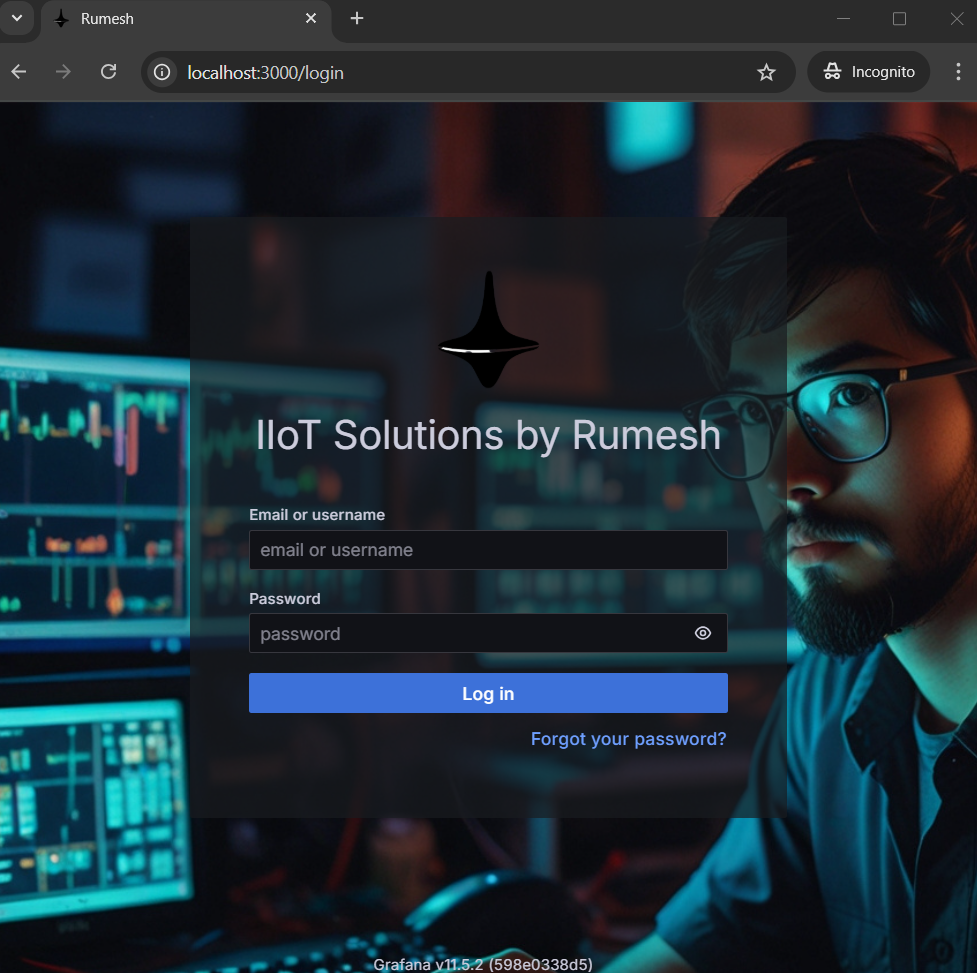 Rumesh
localhost:3000/login
Incognito
IIoT Solutions by Rumesh
Email or username
email or username
Password
password
Log in
Forgot your password?
Grafana v11.5.2 (598e0338d5)